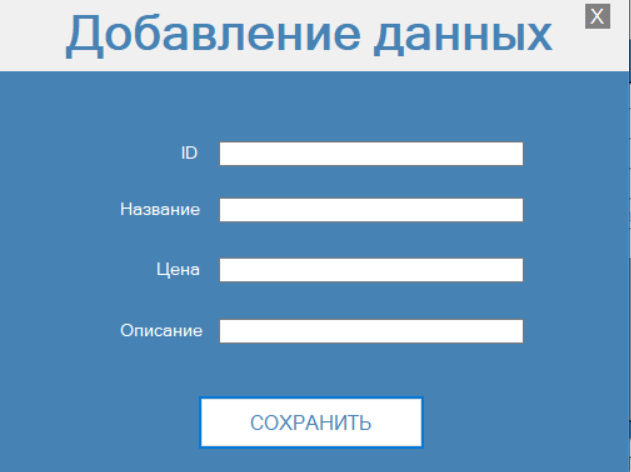 Добавление данных
X
ID
Название
Цена
Описание
СОХРАНИТЬ